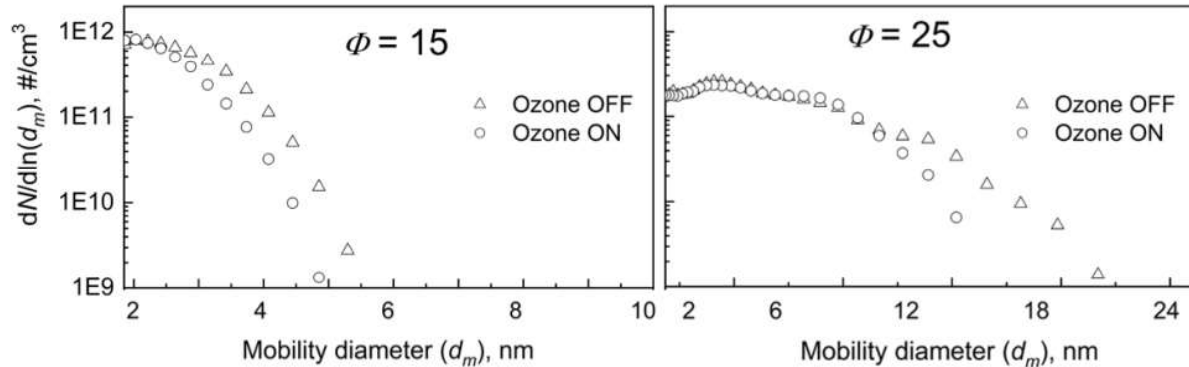 1E12
1E11
1E10
1E9
dN/dln(dₘ), #/cm³
Φ = 15
Ozone OFF
Ozone ON
2 4 6 8 10
Mobility diameter (dₘ), nm
Φ = 25
Ozone OFF
Ozone ON
2 6 12 18 24
Mobility diameter (dₘ), nm